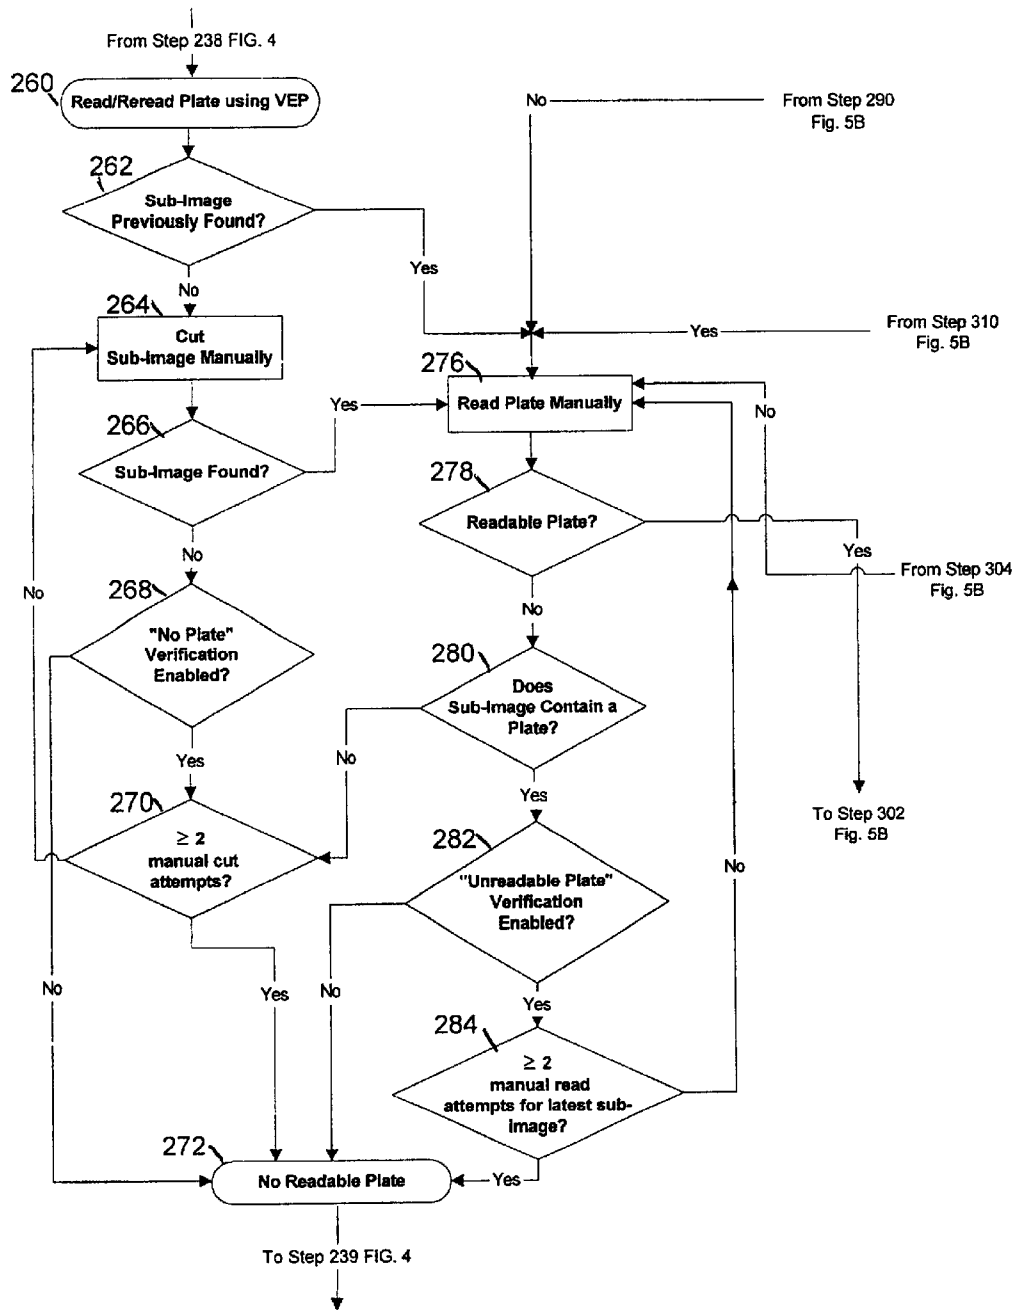 From Step 238 FIG. 4
260
Read/Reread Plate using VEP
No
From Step 290
Fig. 5B
262
Sub-Image
Previously Found?
Yes
No
264
Cut
Sub-Image Manually
Yes
From Step 310
Fig. 5B
276
Read Plate Manually
Yes
No
266
Sub-Image Found?
278
Readable Plate?
No
Yes
From Step 304
Fig. 5B
No
268
"No Plate"
Verification
Enabled?
No
280
Does
Sub-Image Contain a
Plate?
Yes
No
Yes
270
≥ 2
manual cut
attempts?
To Step 302
Fig. 5B
282
"Unreadable Plate"
Verification
Enabled?
No
No
Yes
No
Yes
284
≥ 2
manual read
attempts for latest sub-
image?
272
No Readable Plate
Yes
To Step 239 FIG. 4